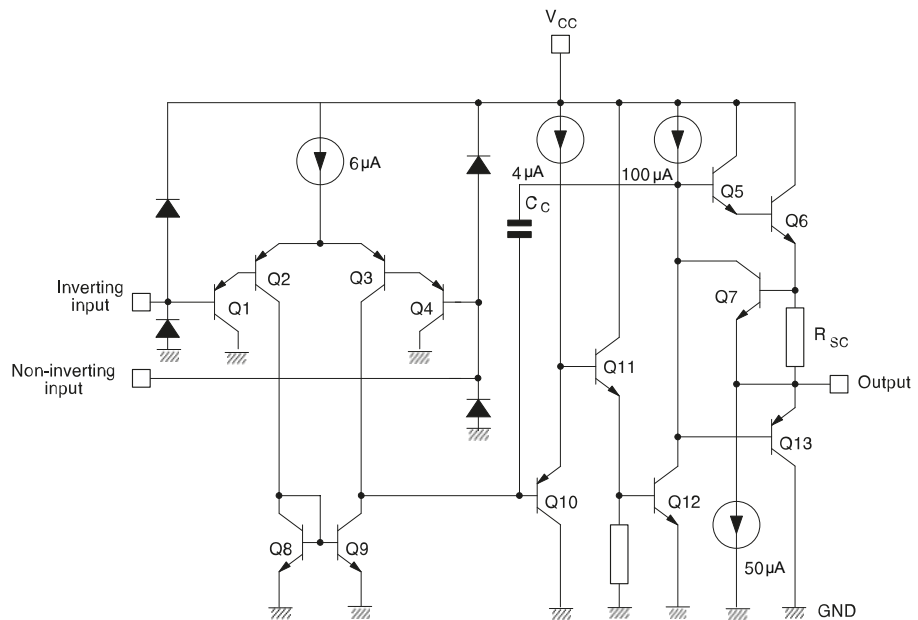 VCC
6µA
4µA
100µA
CC
Q5
Q6
Q2
Q3
Q1
Q4
Q7
Inverting
input
RSC
Non-inverting
input
Q11
Output
Q13
Q10
Q12
Q8
Q9
50µA
GND